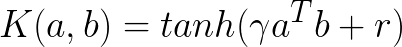 K(a, b) = tanh(γa^T b + r)